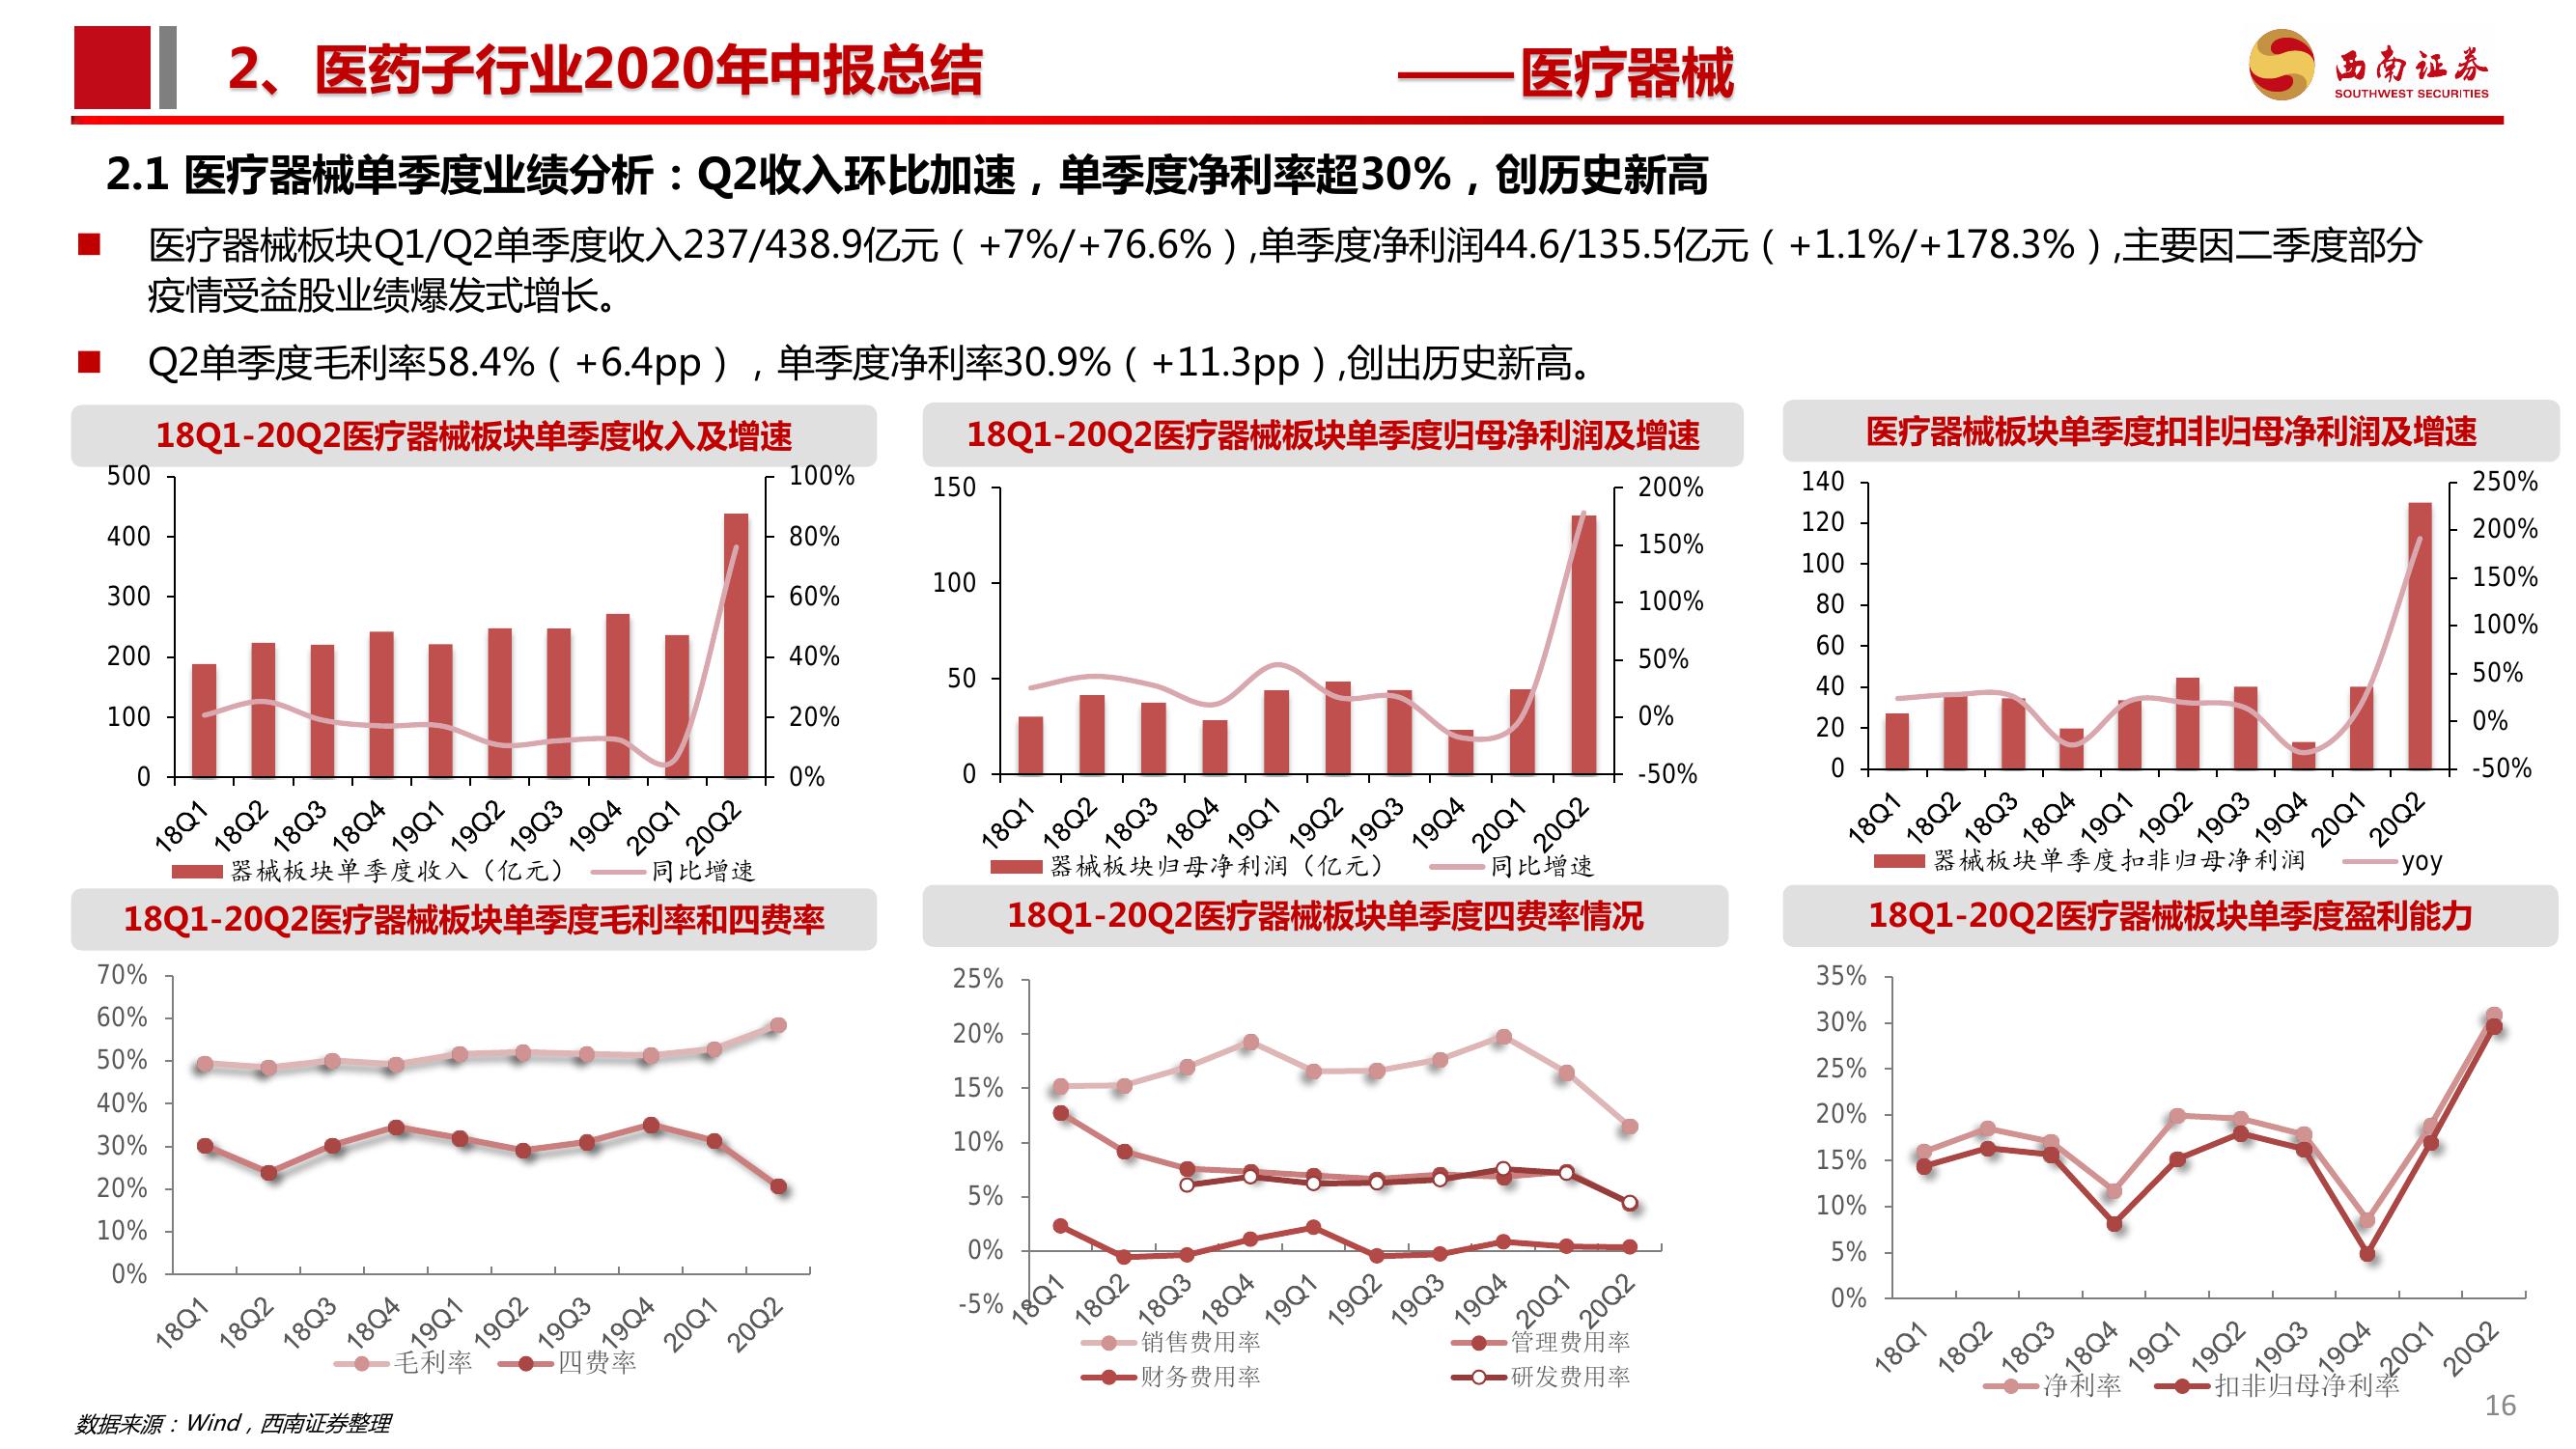 2、医药子行业2020年中报总结
——医疗器械
西南证券
SOUTHWEST SECURITIES
2.1 医疗器械单季度业绩分析：Q2收入环比加速，单季度净利率超30%，创历史新高
■ 医疗器械板块Q1/Q2单季度收入237/438.9亿元（+7%/+76.6%）,单季度净利润44.6/135.5亿元（+1.1%/+178.3%）,主要因二季度部分
疫情受益股业绩爆发式增长。
■ Q2单季度毛利率58.4%（+6.4pp），单季度净利率30.9%（+11.3pp）,创出历史新高。
18Q1-20Q2医疗器械板块单季度收入及增速
500
400
300
200
100
0
100%
80%
60%
40%
20%
0%
18Q1 18Q2 18Q3 18Q4 19Q1 19Q2 19Q3 19Q4 20Q1 20Q2
器械板块单季度收入（亿元） 同比增速
18Q1-20Q2医疗器械板块单季度归母净利润及增速
150
100
50
0
200%
150%
100%
50%
0%
-50%
18Q1 18Q2 18Q3 18Q4 19Q1 19Q2 19Q3 19Q4 20Q1 20Q2
器械板块归母净利润（亿元） 同比增速
医疗器械板块单季度扣非归母净利润及增速
140
120
100
80
60
40
20
0
250%
200%
150%
100%
50%
0%
-50%
18Q1 18Q2 18Q3 18Q4 19Q1 19Q2 19Q3 19Q4 20Q1 20Q2
器械板块单季度扣非归母净利润 yoy
18Q1-20Q2医疗器械板块单季度毛利率和四费率
70%
60%
50%
40%
30%
20%
10%
0%
18Q1 18Q2 18Q3 18Q4 19Q1 19Q2 19Q3 19Q4 20Q1 20Q2
毛利率 四费率
18Q1-20Q2医疗器械板块单季度四费率情况
25%
20%
15%
10%
5%
0%
-5%
18Q1 18Q2 18Q3 18Q4 19Q1 19Q2 19Q3 19Q4 20Q1 20Q2
销售费用率 管理费用率
财务费用率 研发费用率
18Q1-20Q2医疗器械板块单季度盈利能力
35%
30%
25%
20%
15%
10%
5%
0%
18Q1 18Q2 18Q3 18Q4 19Q1 19Q2 19Q3 19Q4 20Q1 20Q2
净利率 扣非归母净利率
数据来源：Wind，西南证券整理
16